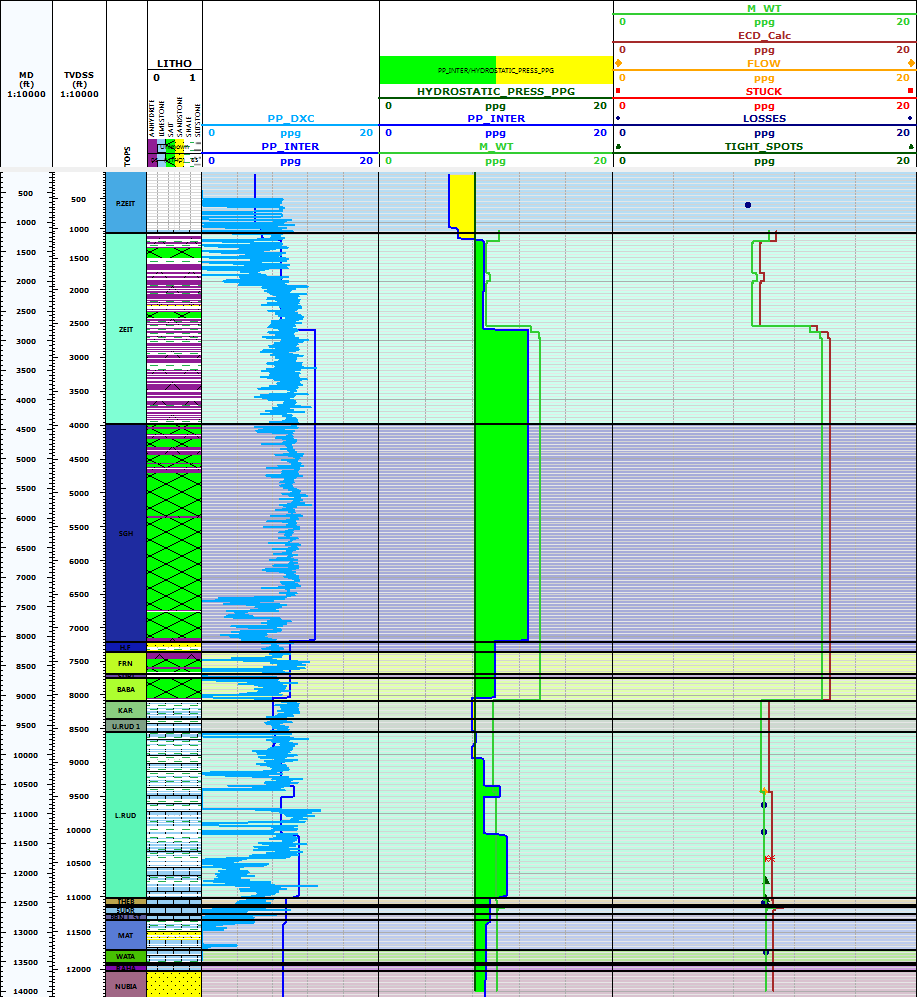 MD
(ft)
1:10000
TVDSS
(ft)
1:10000
TOPS
LITHO
0 1
ANHYDRITE
LIMESTONE
SALT
SANDSTONE
SHALE
SILTSTONE
PP_DXC
0 ppg 20
PP_INTER
0 ppg 20
PP_INTER/HYDROSTATIC_PRESS_PPG
HYDROSTATIC_PRESS_PPG
0 ppg 20
PP_INTER
0 ppg 20
M_WT
0 ppg 20
M_WT
0 ppg 20
ECD_Calc
0 ppg 20
FLOW
0 ppg 20
STUCK
0 ppg 20
LOSSES
0 ppg 20
TIGHT_SPOTS
0 ppg 20
500
1000
1500
2000
2500
3000
3500
4000
4500
5000
5500
6000
6500
7000
7500
8000
8500
9000
9500
10000
10500
11000
11500
12000
12500
13000
13500
14000
500
1000
1500
2000
2500
3000
3500
4000
4500
5000
5500
6000
6500
7000
7500
8000
8500
9000
9500
10000
10500
11000
11500
12000
P.ZEIT
ZEIT
SGH
H.F
FRN
BABA
KAR
U.RUD 1
L.RUD
THEB
SUDR
MAT
WATA
RAHA
NUBIA